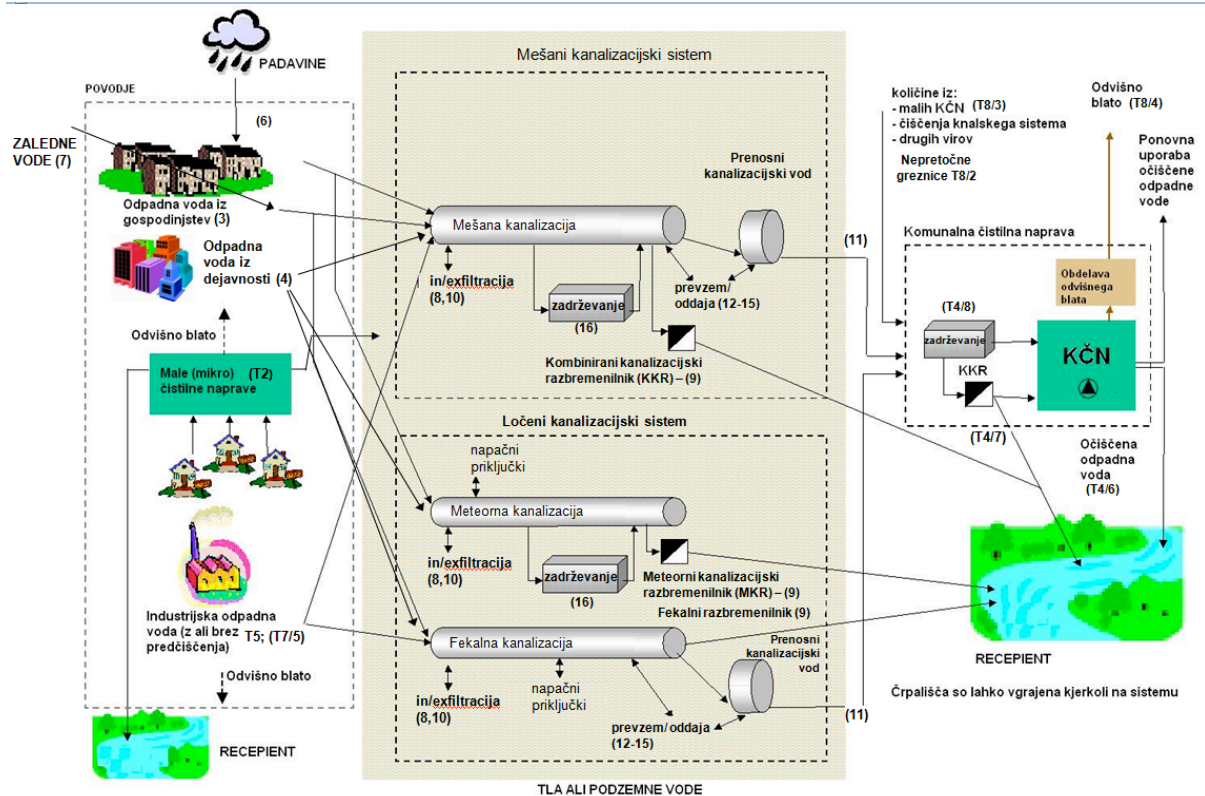 PADAVINE
POVODJE
(6)
ZALEDNE
VODE (7)
Odpadna voda iz
gospodinjstev (3)
Odpadna
voda iz
dejavnosti (4)
Odvišno blato
Male (mikro) (T2)
čistilne naprave
Industrijska odpadna
voda (z ali brez T5; (T7/5)
predčiščenja)
Odvišno blato
RECEPIENT
Mešani kanalizacijski sistem
Prenosni
kanalizacijski vod
Mešana kanalizacija
in/exfiltracija
(8,10)
zadrževanje
(16)
prevzem/
oddaja (12-15)
Kombinirani kanalizacijski
razbremenilnik (KKR) – (9)
(11)
Ločeni kanalizacijski sistem
napačni
priključki
Meteorna kanalizacija
in/exfiltracija
(8,10)
zadrževanje
(16)
Meteorni kanalizacijski
razbremenilnik (MKR) – (9)
Fekalni razbremenilnik (9)
Fekalna kanalizacija
Prenosni
kanalizacijski
vod
in/exfiltracija
(8,10)
napačni
priključki
prevzem/oddaja
(12-15)
(11)
TLA ALI PODZEMNE VODE
količine iz:
- malih KČN (T8/3)
- čiščenja knalskega sistema
- drugih virov
Nepretočne
greznice T8/2
Odvišno
blato (T8/4)
Ponovna
uporaba
očiščene
odpadne
vode
Komunalna čistilna naprava
Obdelava
odvišnega
blata
(T4/8)
zadrževanje
KKR
KČN
(T4/7)
Očiščena
odpadna
voda
(T4/6)
RECEPIENT
Črpališča so lahko vgrajena kjerkoli na sistemu